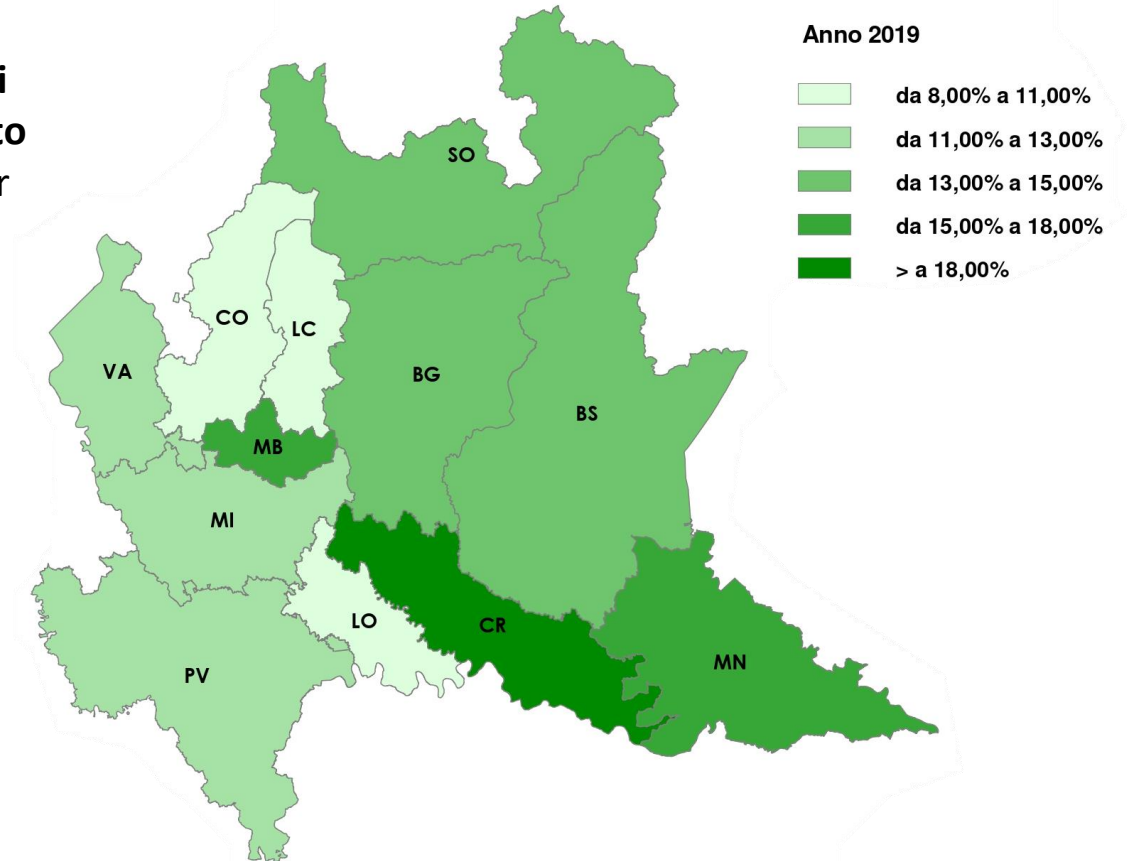 i
to
r
Anno 2019
da 8,00% a 11,00%
da 11,00% a 13,00%
da 13,00% a 15,00%
da 15,00% a 18,00%
> a 18,00%
SO
CO
LC
VA
BG
BS
MB
MI
LO
CR
PV
MN